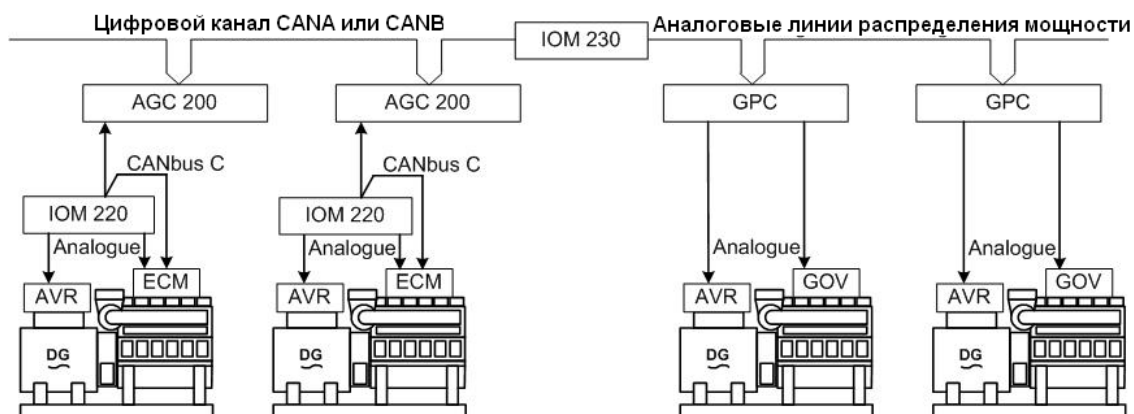 Цифровой канал CANA или CANB
IOM 230
Аналоговые линии распределения мощности
AGC 200
AGC 200
GPC
GPC
CANbus C
CANbus C
IOM 220
IOM 220
Analogue
Analogue
Analogue
Analogue
AVR
ECM
AVR
ECM
AVR
GOV
AVR
GOV
DG
DG
DG
DG